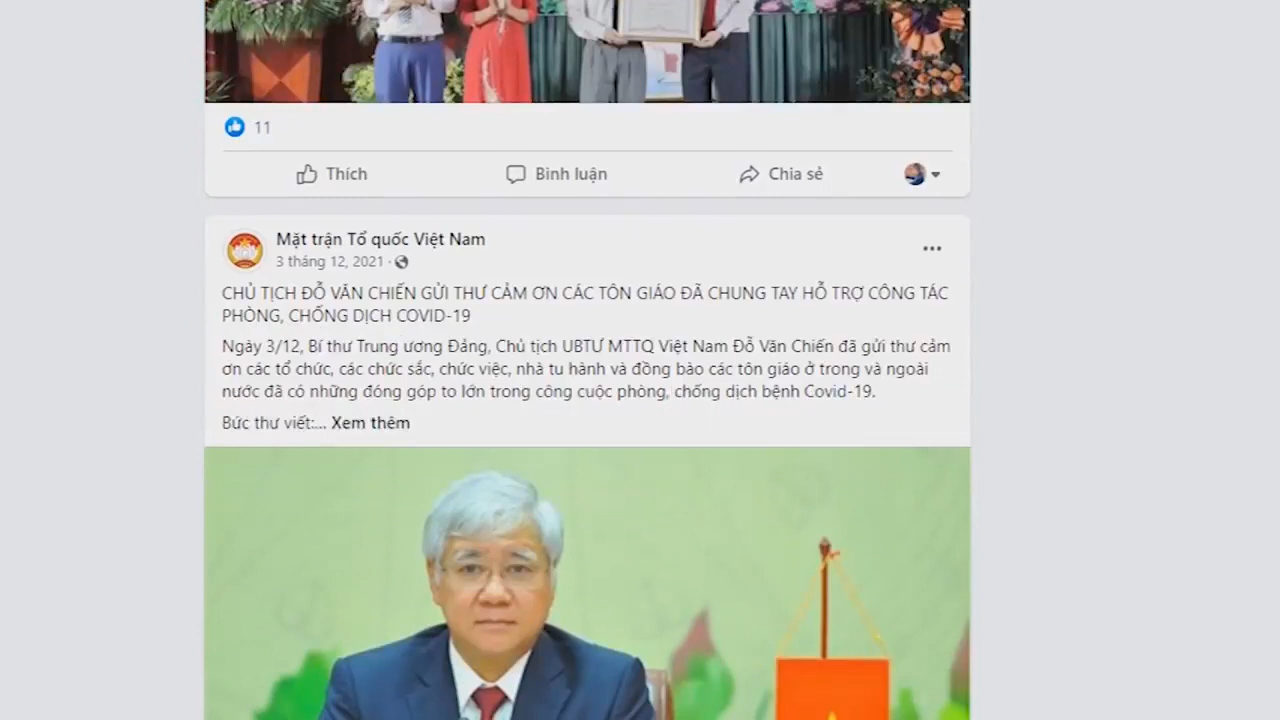 11
Thích
Bình luận
Chia sẻ
Mặt trận Tổ quốc Việt Nam
3 tháng 12, 2021 ·
CHỦ TỊCH ĐỖ VĂN CHIẾN GỬI THƯ CẢM ƠN CÁC TÔN GIÁO ĐÃ CHUNG TAY HỖ TRỢ CÔNG TÁC
PHÒNG, CHỐNG DỊCH COVID-19
Ngày 3/12, Bí thư Trung ương Đảng, Chủ tịch UBTƯ MTTQ Việt Nam Đỗ Văn Chiến đã gửi thư cảm
ơn các tổ chức, các chức sắc, chức việc, nhà tu hành và đồng bào các tôn giáo ở trong và ngoài
nước đã có những đóng góp to lớn trong công cuộc phòng, chống dịch bệnh Covid-19.
Bức thư viết:... Xem thêm